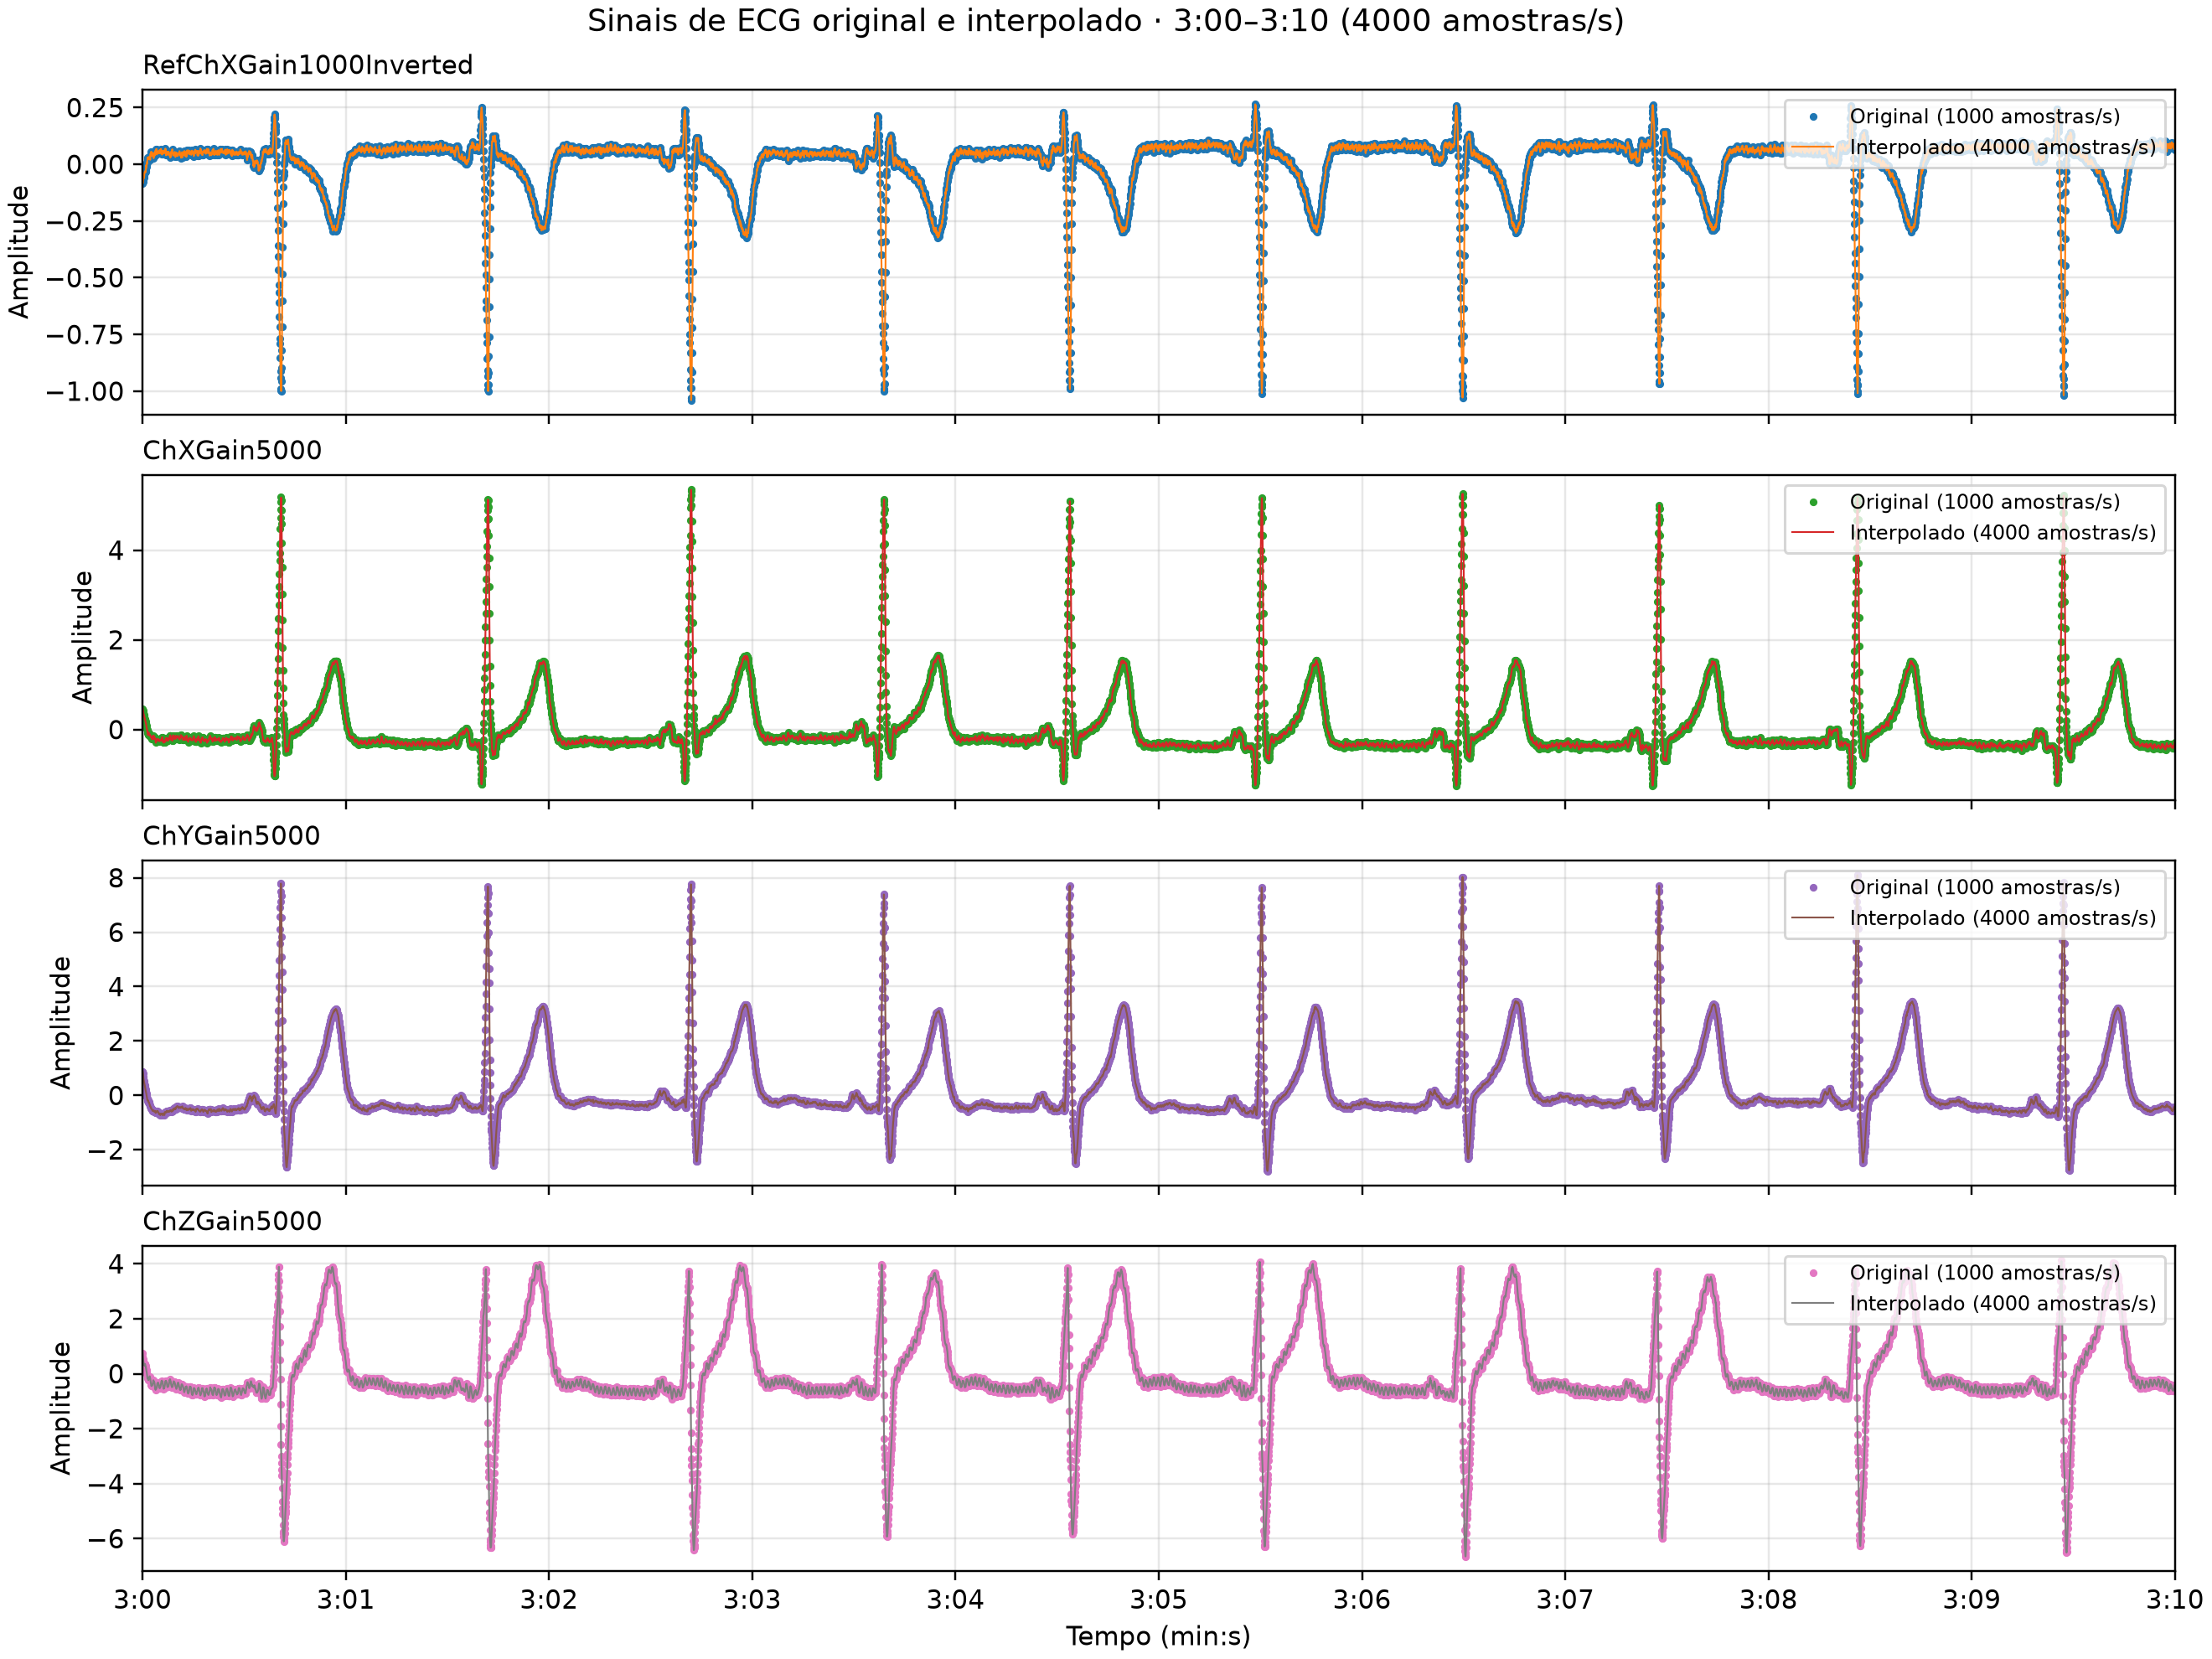 Sinais de ECG original e interpolado · 3:00–3:10 (4000 amostras/s)
RefChXGain1000Inverted
0.25
0.00
−0.25
−0.50
−0.75
−1.00
Amplitude
Original (1000 amostras/s)
Interpolado (4000 amostras/s)
ChXGain5000
4
2
0
Amplitude
Original (1000 amostras/s)
Interpolado (4000 amostras/s)
ChYGain5000
8
6
4
2
0
−2
Amplitude
Original (1000 amostras/s)
Interpolado (4000 amostras/s)
ChZGain5000
4
2
0
−2
−4
−6
Amplitude
Original (1000 amostras/s)
Interpolado (4000 amostras/s)
3:00 3:01 3:02 3:03 3:04 3:05 3:06 3:07 3:08 3:09 3:10
Tempo (min:s)